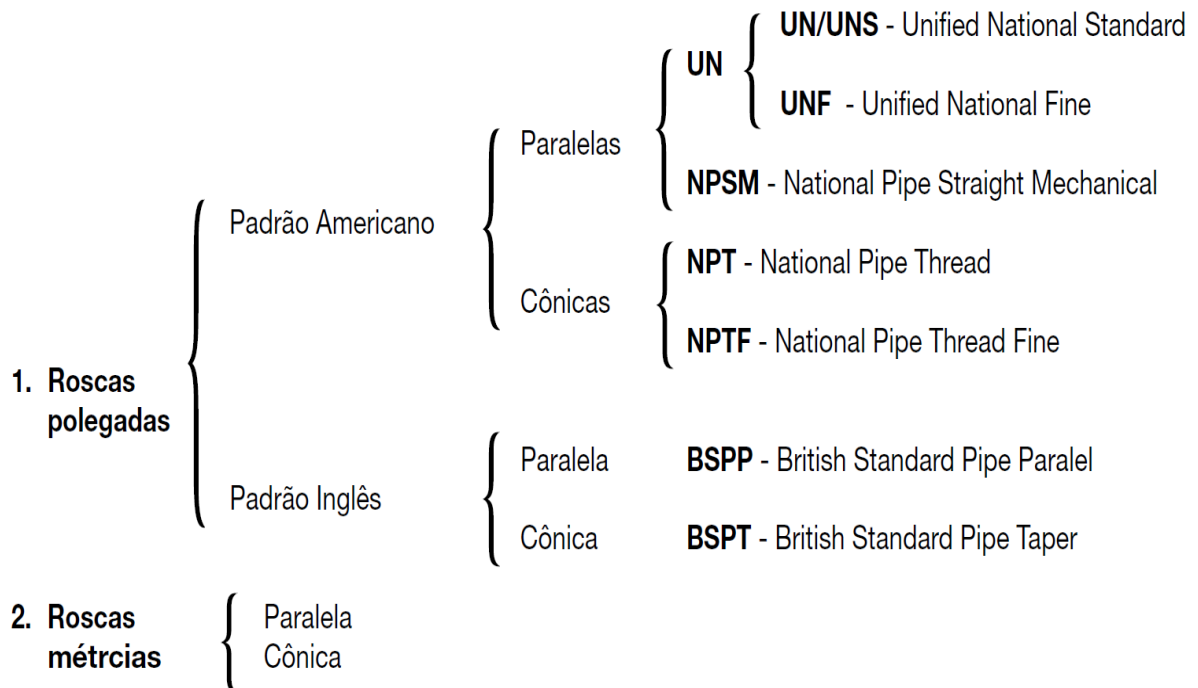 UN/UNS - Unified National Standard
UN
UNF - Unified National Fine
Paralelas
NPSM - National Pipe Straight Mechanical
Padrão Americano
NPT - National Pipe Thread
Cônicas
NPTF - National Pipe Thread Fine
1. Roscas
polegadas
Paralela BSPP - British Standard Pipe Paralel
Padrão Inglês
Cônica BSPT - British Standard Pipe Taper
2. Roscas Paralela
métrcias Cônica